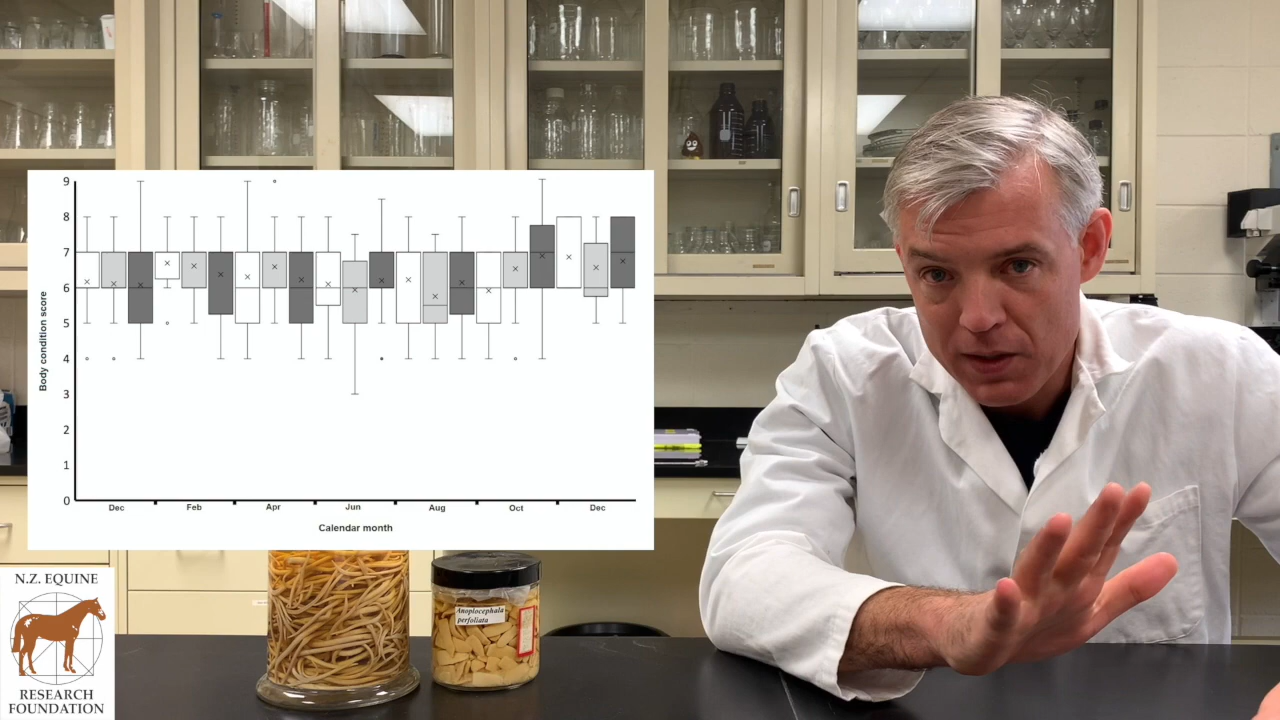 9
8
7
6
5
4
3
2
1
0
Body condition score
Dec Feb Apr Jun Aug Oct Dec
Calendar month
Anoplocephala
perfoliata
N.Z. EQUINE
RESEARCH
FOUNDATION